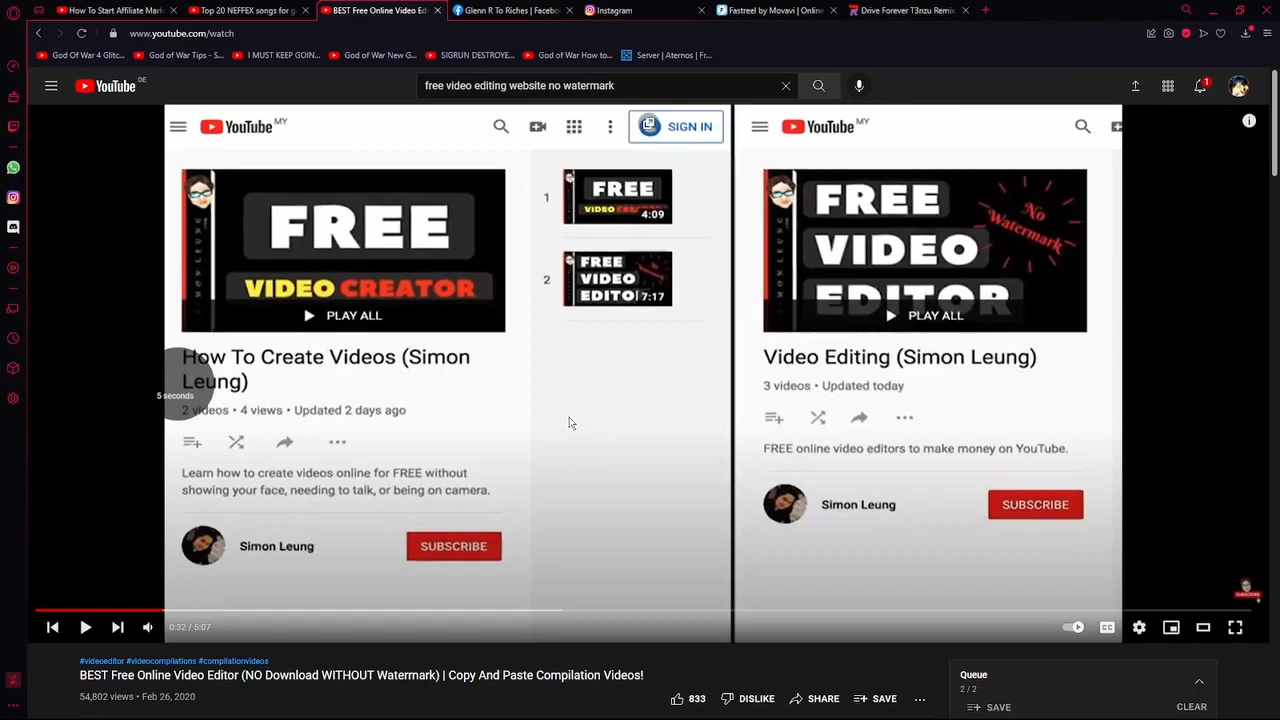 How To Start Affiliate Mark
Top 20 NEFFEX songs for g
BEST Free Online Video Ed
Glenn R To Riches | Faceboo
Instagram
Fastreel by Movavi | Online
Drive Forever T3nzu Remix
www.youtube.com/watch
God Of War 4 Glitc...
God of War Tips - S...
I MUST KEEP GOIN...
God of War New G...
SIGRUN DESTROYE...
God of War How to...
Server | Aternos | Fr...
YouTube DE
free video editing website no watermark
1
YouTube MY
SIGN IN
FREE
VIDEO CREATOR
PLAY ALL
How To Create Videos (Simon
Leung)
5 seconds
2 videos • 4 views • Updated 2 days ago
Learn how to create videos online for FREE without
showing your face, needing to talk, or being on camera.
Simon Leung
SUBSCRIBE
1
FREE
VIDEO CREATOR
4:09
2
FREE
VIDEO
EDITO
7:17
YouTube MY
FREE
VIDEO
EDITOR
No
Watermark
PLAY ALL
Video Editing (Simon Leung)
3 videos • Updated today
FREE online video editors to make money on YouTube.
Simon Leung
SUBSCRIBE
SUBSCRIBE
0:32 / 5:07
CC
#videoeditor #videocompilations #compilationvideos
BEST Free Online Video Editor (NO Download WITHOUT Watermark) | Copy And Paste Compilation Videos!
54,802 views • Feb 26, 2020
833
DISLIKE
SHARE
SAVE
Queue
2 / 2
SAVE
CLEAR